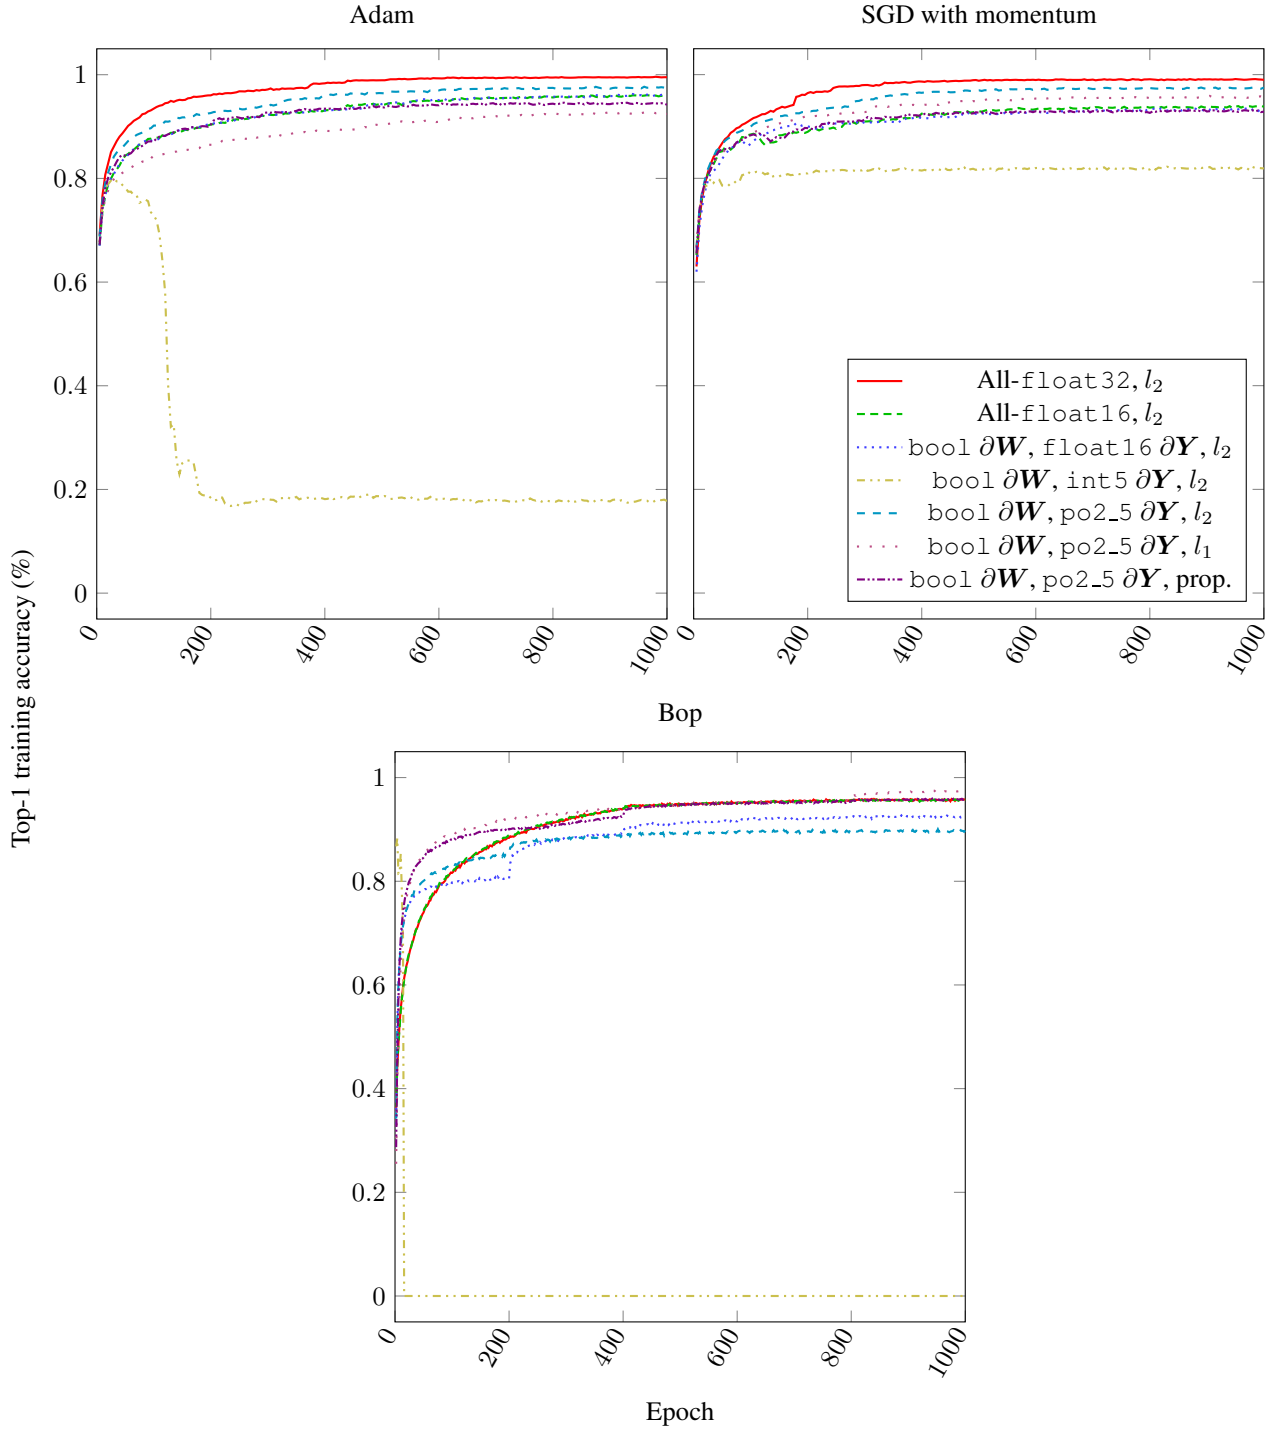 Adam
SGD with momentum
1
0.8
0.6
0.4
0.2
0
0 200 400 600 800 1000
0 200 400 600 800 1000
All-float32, l₂
All-float16, l₂
bool ∂W, float16 ∂Y, l₂
bool ∂W, int5 ∂Y, l₂
bool ∂W, po2_5 ∂Y, l₂
bool ∂W, po2_5 ∂Y, l₁
bool ∂W, po2_5 ∂Y, prop.
Top-1 training accuracy (%)
Bop
1
0.8
0.6
0.4
0.2
0
0 200 400 600 800 1000
Epoch